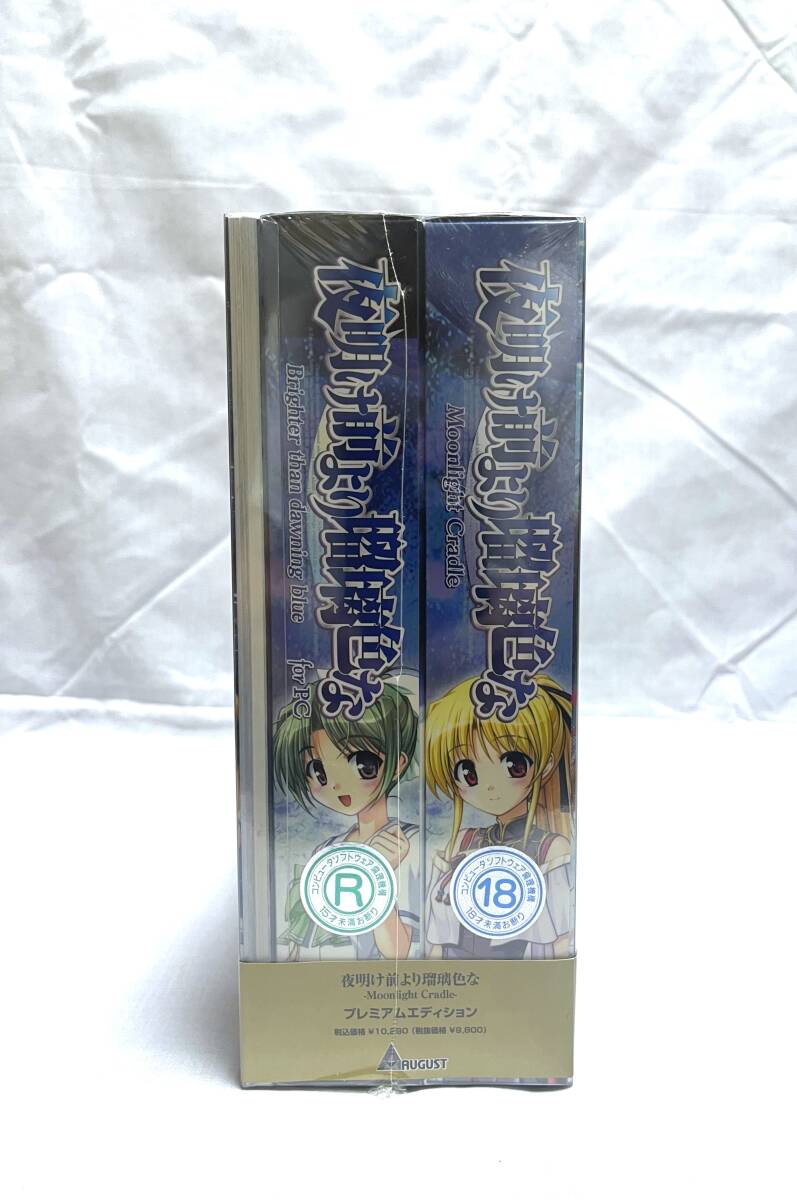 夜明け前より瑠璃色な
Brighter than dawning blue for PC
夜明け前より瑠璃色な
Moonlight Cradle
コンピュータソフトウェア倫理機構
R
15才未満お断り
コンピュータソフトウェア倫理機構
18
18才未満お断り
夜明け前より瑠璃色な
-Moonlight Cradle-
プレミアムエディション
税込価格 ¥10,290 (税抜価格 ¥9,800)
AUGUST